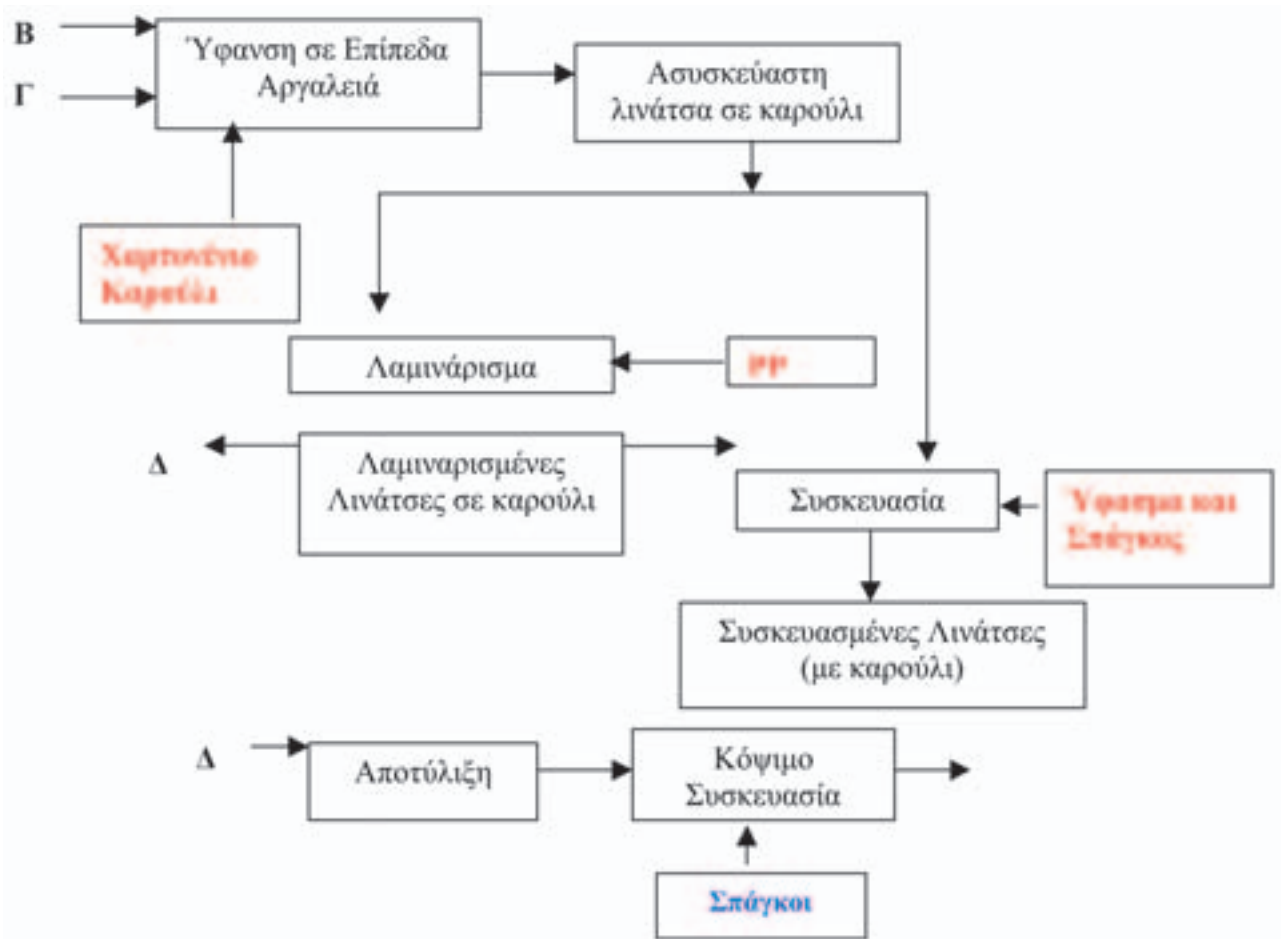 Β
Ύφανση σε Επίπεδα
Αργαλειά
Γ
Ασυσκεύαστη
λινάτσα σε καρούλι
Χαρτονένιο
Καρούλι
Λαμινάρισμα
pp
Δ
Λαμιναρισμένες
Λινάτσες σε καρούλι
Συσκευασία
Ύφασμα και
Σπάγκος
Συσκευασμένες Λινάτσες
(με καρούλι)
Δ
Αποτύλιξη
Κόψιμο
Συσκευασία
Σπάγκοι